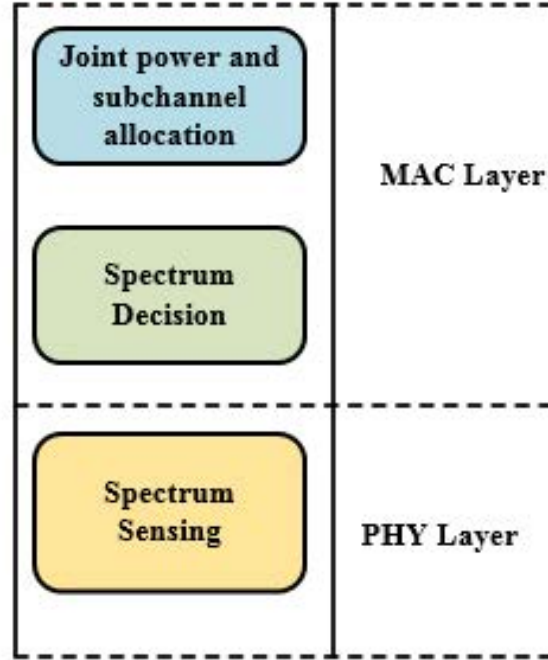 Joint power and
subchannel
allocation
MAC Layer
Spectrum
Decision
Spectrum
Sensing
PHY Layer